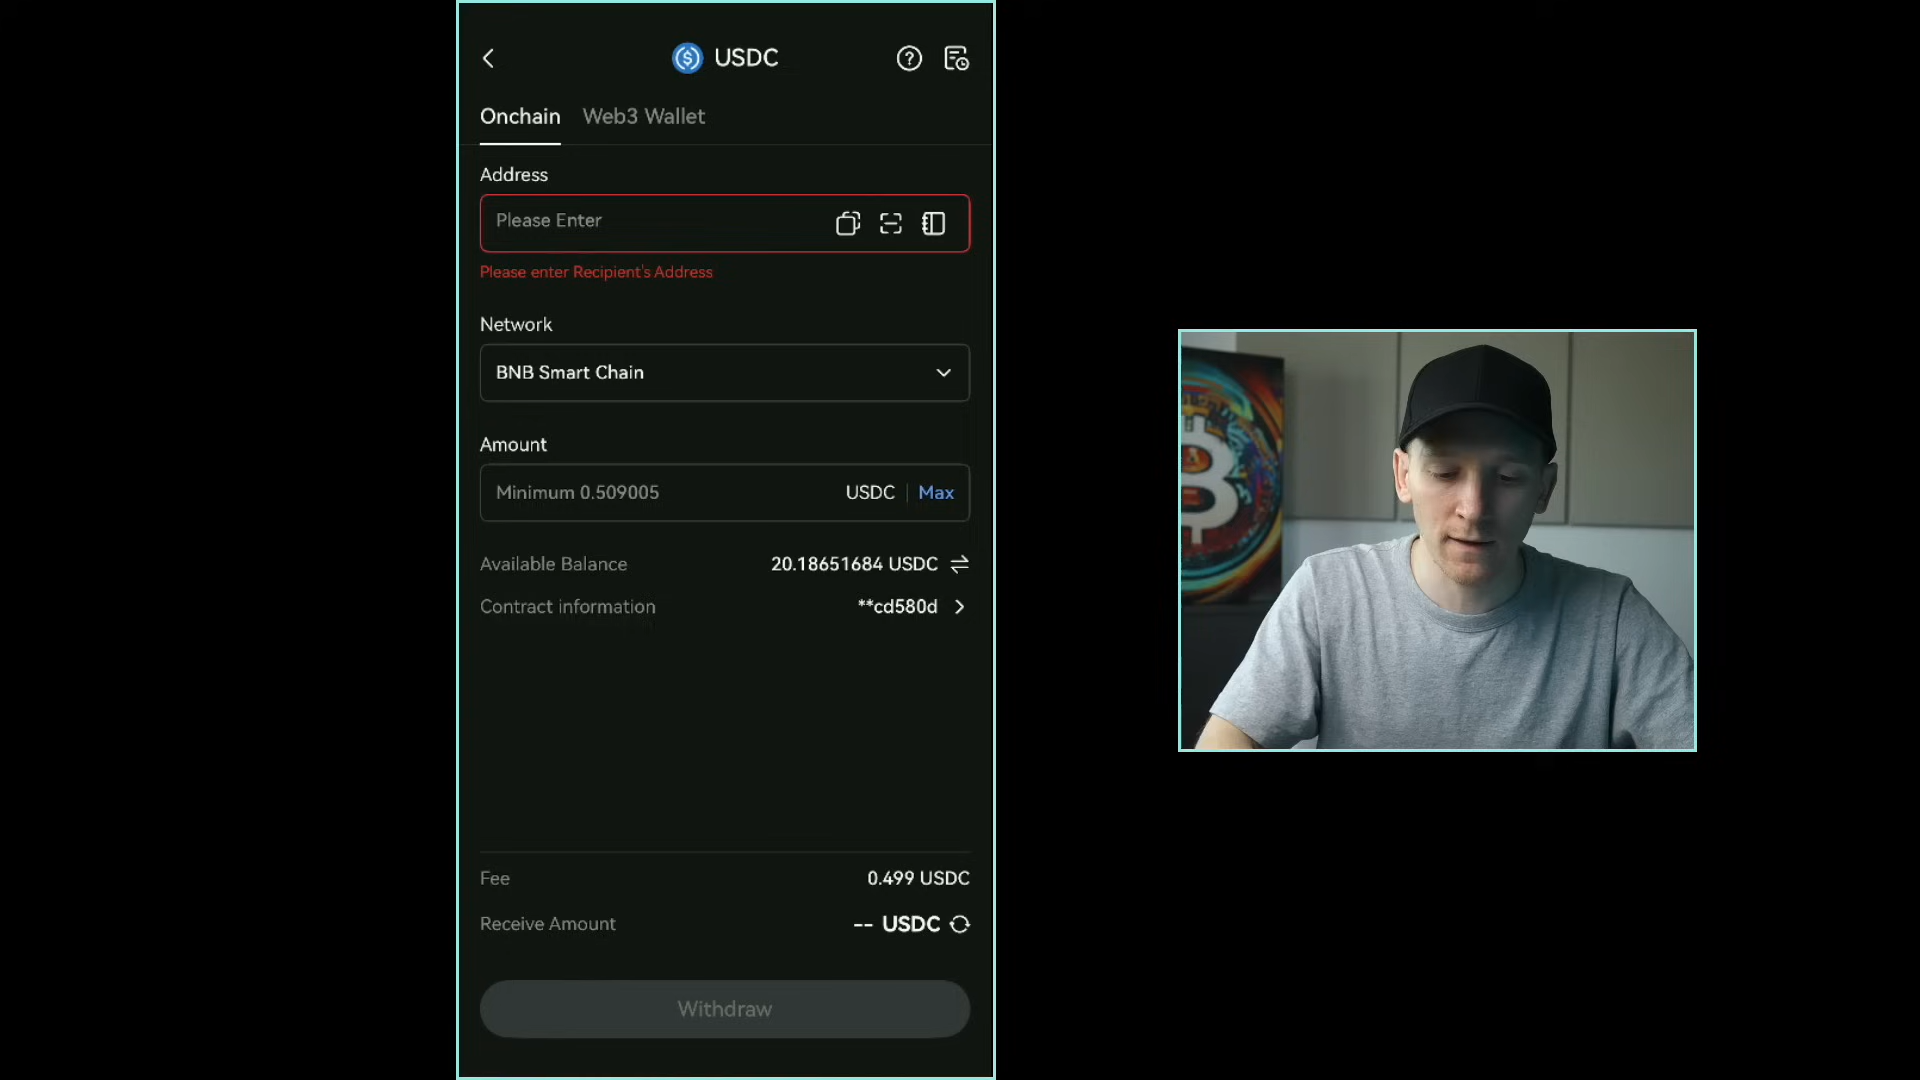 USDC
Onchain Web3 Wallet
Address
Please Enter
Please enter Recipient's Address
Network
BNB Smart Chain
Amount
Minimum 0.509005 USDC Max
Available Balance 20.18651684 USDC
Contract information **cd580d
Fee 0.499 USDC
Receive Amount -- USDC
Withdraw